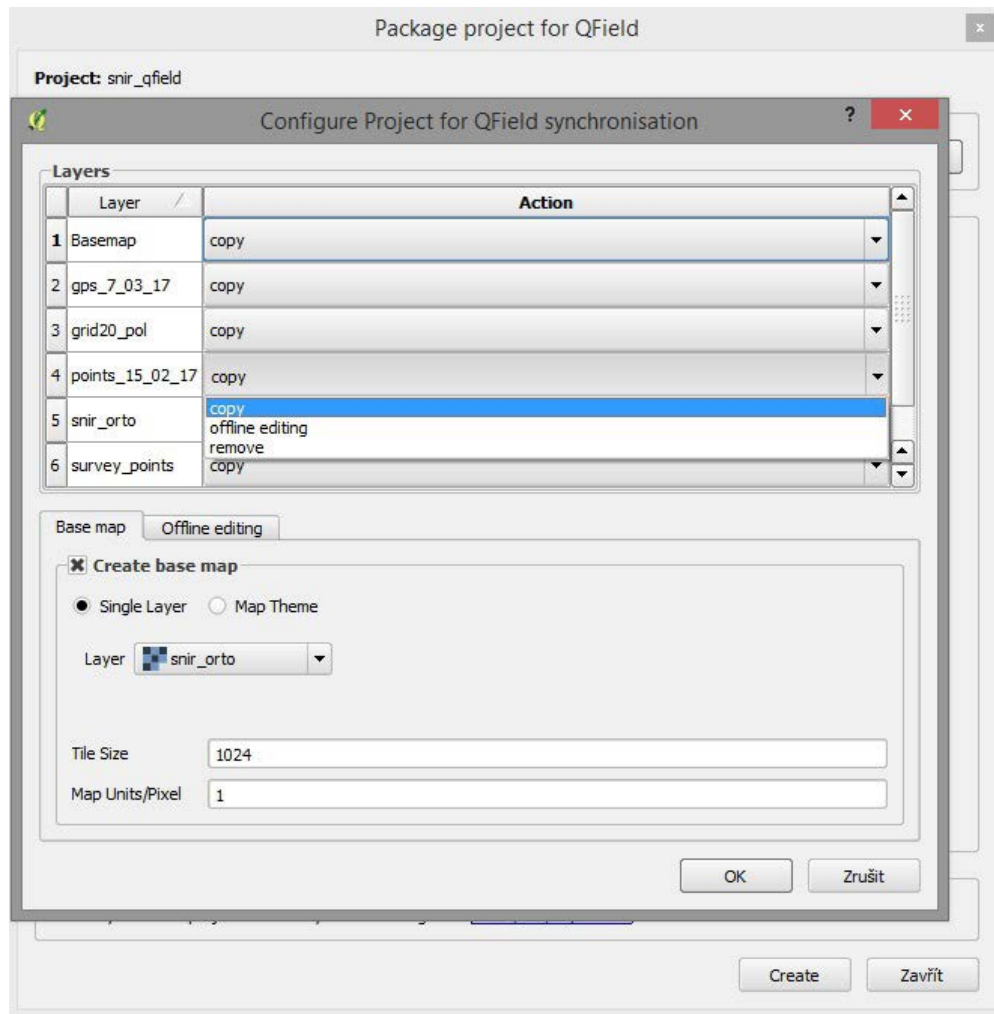 Package project for QField
x
Project: snir_qfield
Configure Project for QField synchronisation
?
Layers
Layer Action
1 Basemap copy
2 gps_7_03_17 copy
3 grid20_pol copy
4 points_15_02_17 copy
copy
5 snir_orto offline editing
remove
6 survey_points copy
Base map Offline editing
Create base map
Single Layer Map Theme
Layer snir_orto
Tile Size 1024
Map Units/Pixel 1
OK Zrušit
Create Zavřít